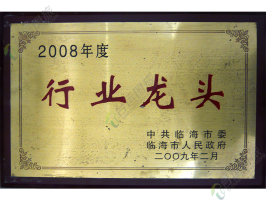 2008年度
行业龙头
中共临海市委
临海市人民政府
二〇〇九年二月